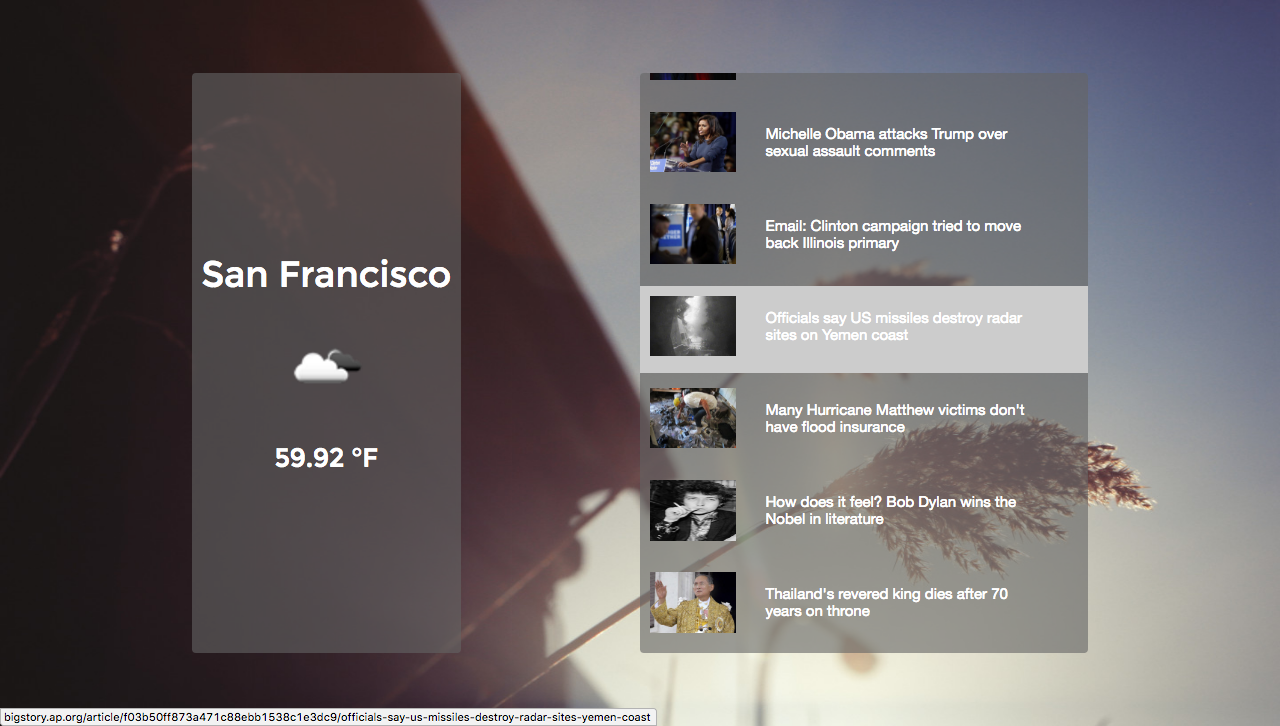 San Francisco
59.92 °F
Michelle Obama attacks Trump over
sexual assault comments
Email: Clinton campaign tried to move
back Illinois primary
Officials say US missiles destroy radar
sites on Yemen coast
Many Hurricane Matthew victims don't
have flood insurance
How does it feel? Bob Dylan wins the
Nobel in literature
Thailand's revered king dies after 70
years on throne
bigstory.ap.org/article/f03b50ff873a471c88ebb1538c1e3dc9/officials-say-us-missiles-destroy-radar-sites-yemen-coast